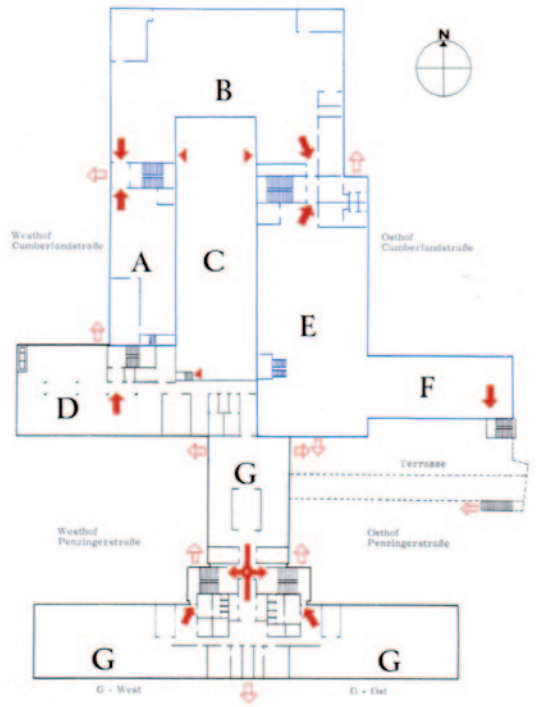 N
B
Westhof
Cumberlandstraße
Osthof
Cumberlandstraße
A
C
E
F
D
G
Terrasse
Westhof
Penzingerstraße
Osthof
Penzingerstraße
G
G
G - West
G - Ost